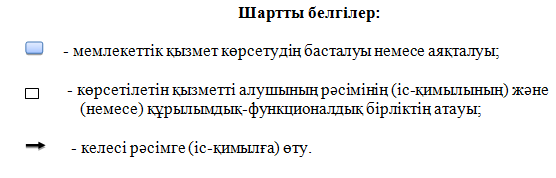 Шартты белгілер:
- мемлекеттік қызмет көрсетудің басталуы немесе аяқталуы;
- көрсетілетін қызметті алушының рәсімінің (іс-қимылының) және
(немесе) құрылымдық-функционалдық бірліктің атауы;
- келесі рәсімге (іс-қимылға) өту.